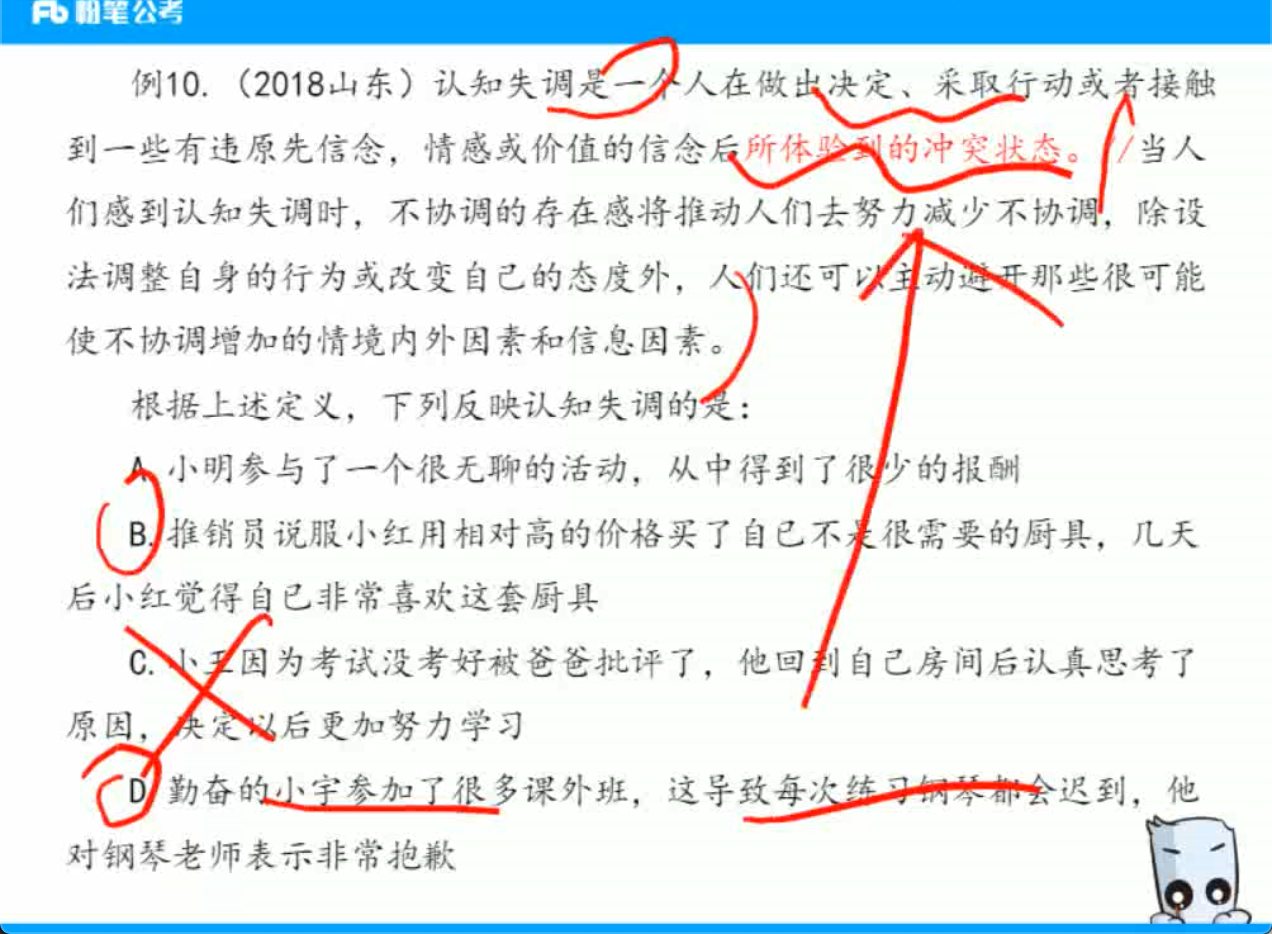 粉笔公考
例10.（2018山东）认知失调是一个人在做出决定、采取行动或者接触
到一些有违原先信念，情感或价值的信念后所体验到的冲突状态。//当人
们感到认知失调时，不协调的存在感将推动人们去努力减少不协调，除设
法调整自身的行为或改变自己的态度外，人们还可以主动避开那些很可能
使不协调增加的情境内外因素和信息因素。
根据上述定义，下列反映认知失调的是：
A.小明参与了一个很无聊的活动，从中得到了很少的报酬
B.推销员说服小红用相对高的价格买了自己不是很需要的厨具，几天
后小红觉得自己非常喜欢这套厨具
C.小王因为考试没考好被爸爸批评了，他回到自己房间后认真思考了
原因，决定以后更加努力学习
D.勤奋的小宇参加了很多课外班，这导致每次练习钢琴都会迟到，他
对钢琴老师表示非常抱歉